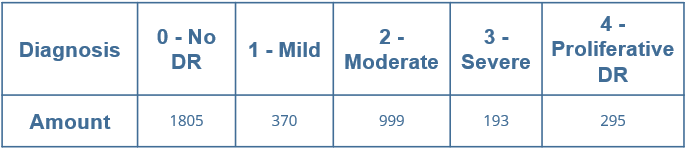 Diagnosis 0 - No DR 1 - Mild 2 - Moderate 3 - Severe 4 - Proliferative DR
Amount 1805 370 999 193 295